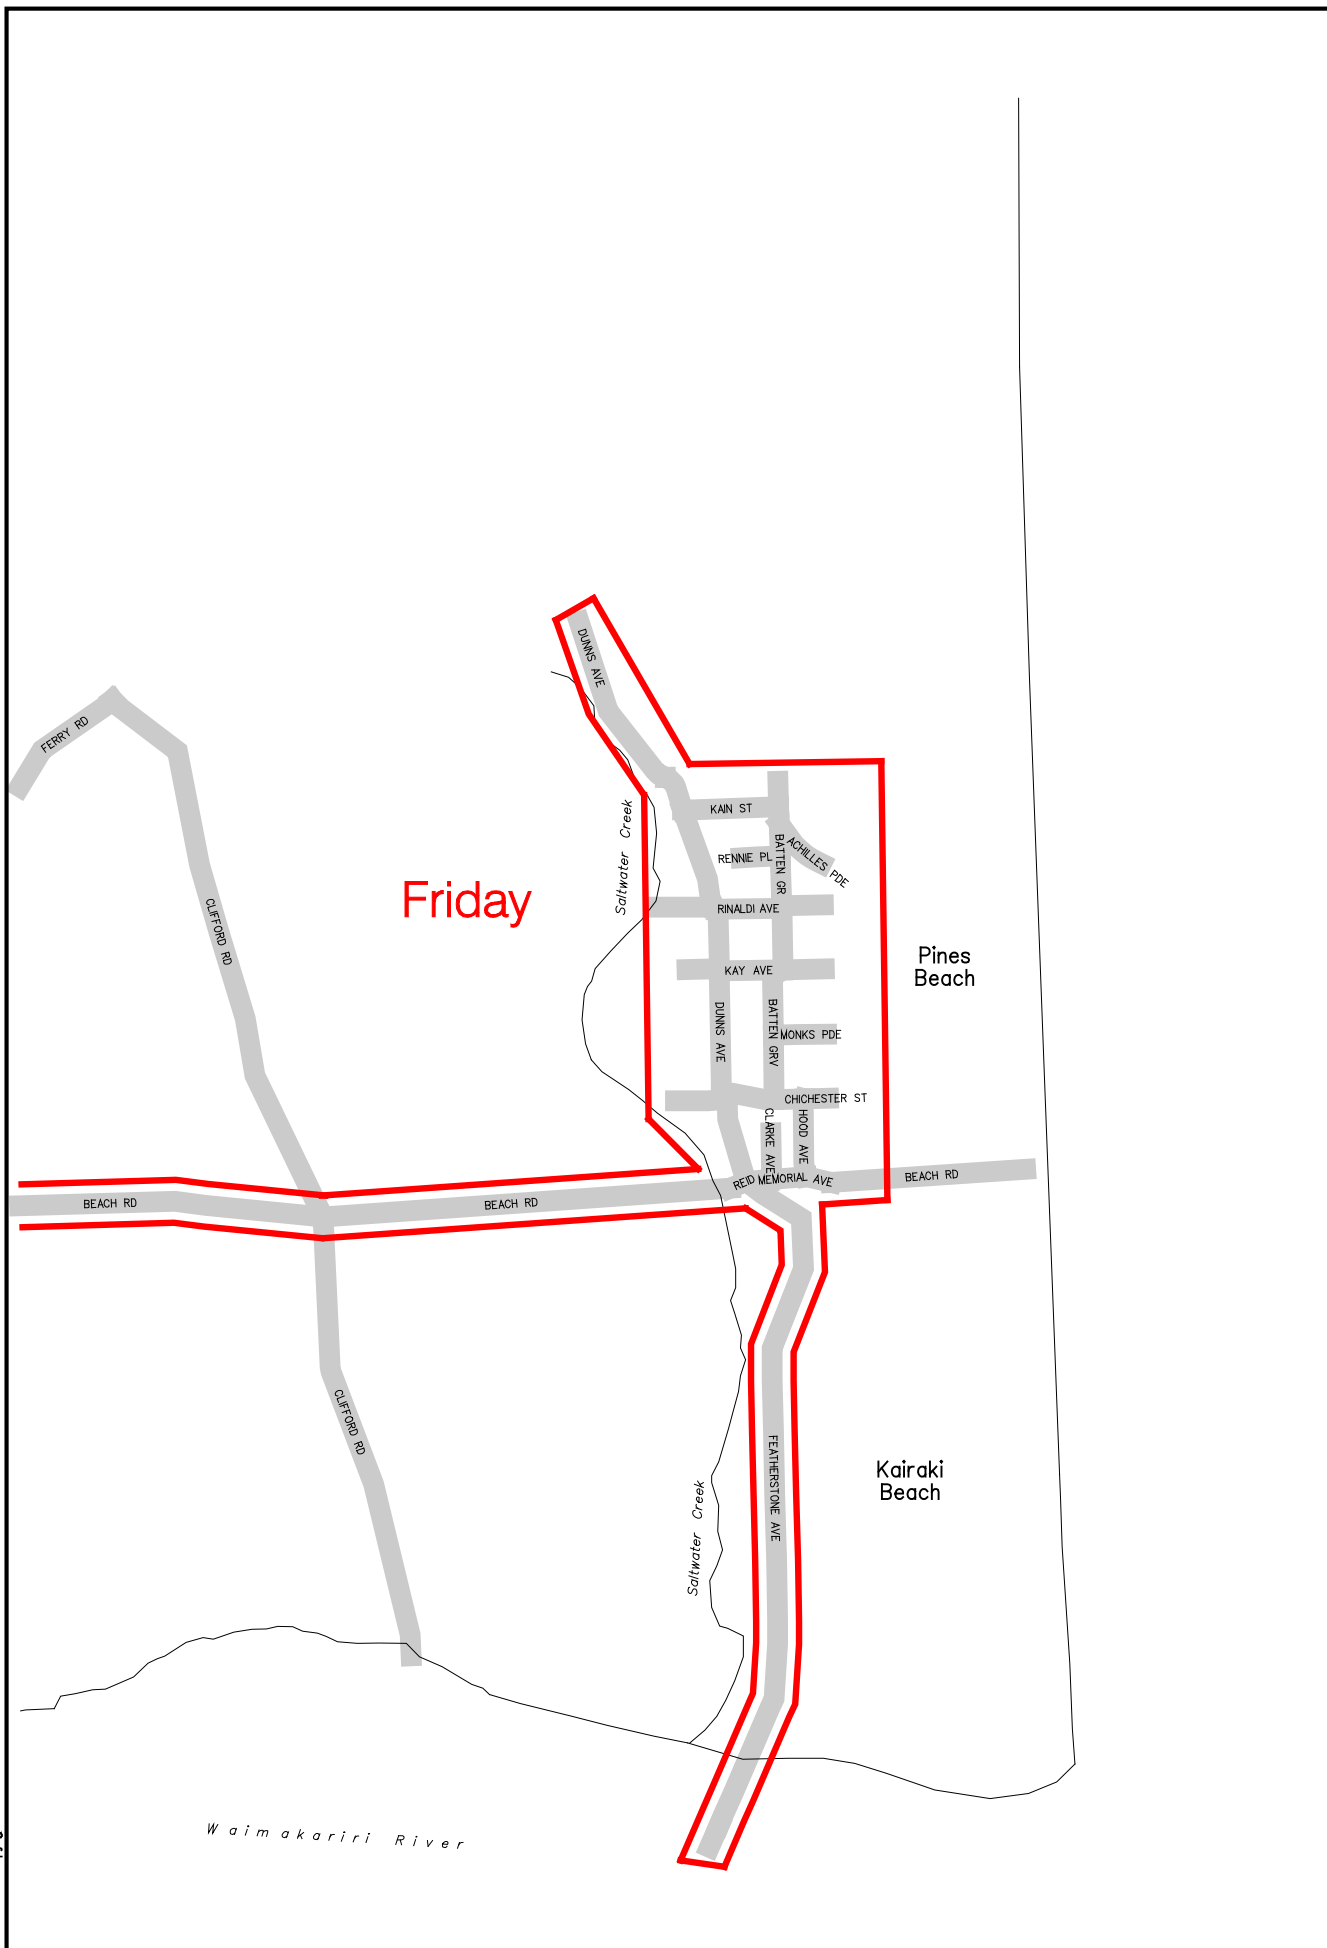 DUNNS AVE
FERRY RD
KAIN ST
Saltwater Creek
BATTEN GR
ACHILLES PDE
RENNIE PL
Friday
RINALDI AVE
CLIFFORD RD
Pines
Beach
KAY AVE
DUNNS AVE
BATTEN GRV
MONKS PDE
CHICHESTER ST
CLARKE AVE
HOOD AVE
REID MEMORIAL AVE
BEACH RD
BEACH RD
BEACH RD
CLIFFORD RD
FEATHERSTONE AVE
Kairaki
Beach
Saltwater Creek
Waimakariri River